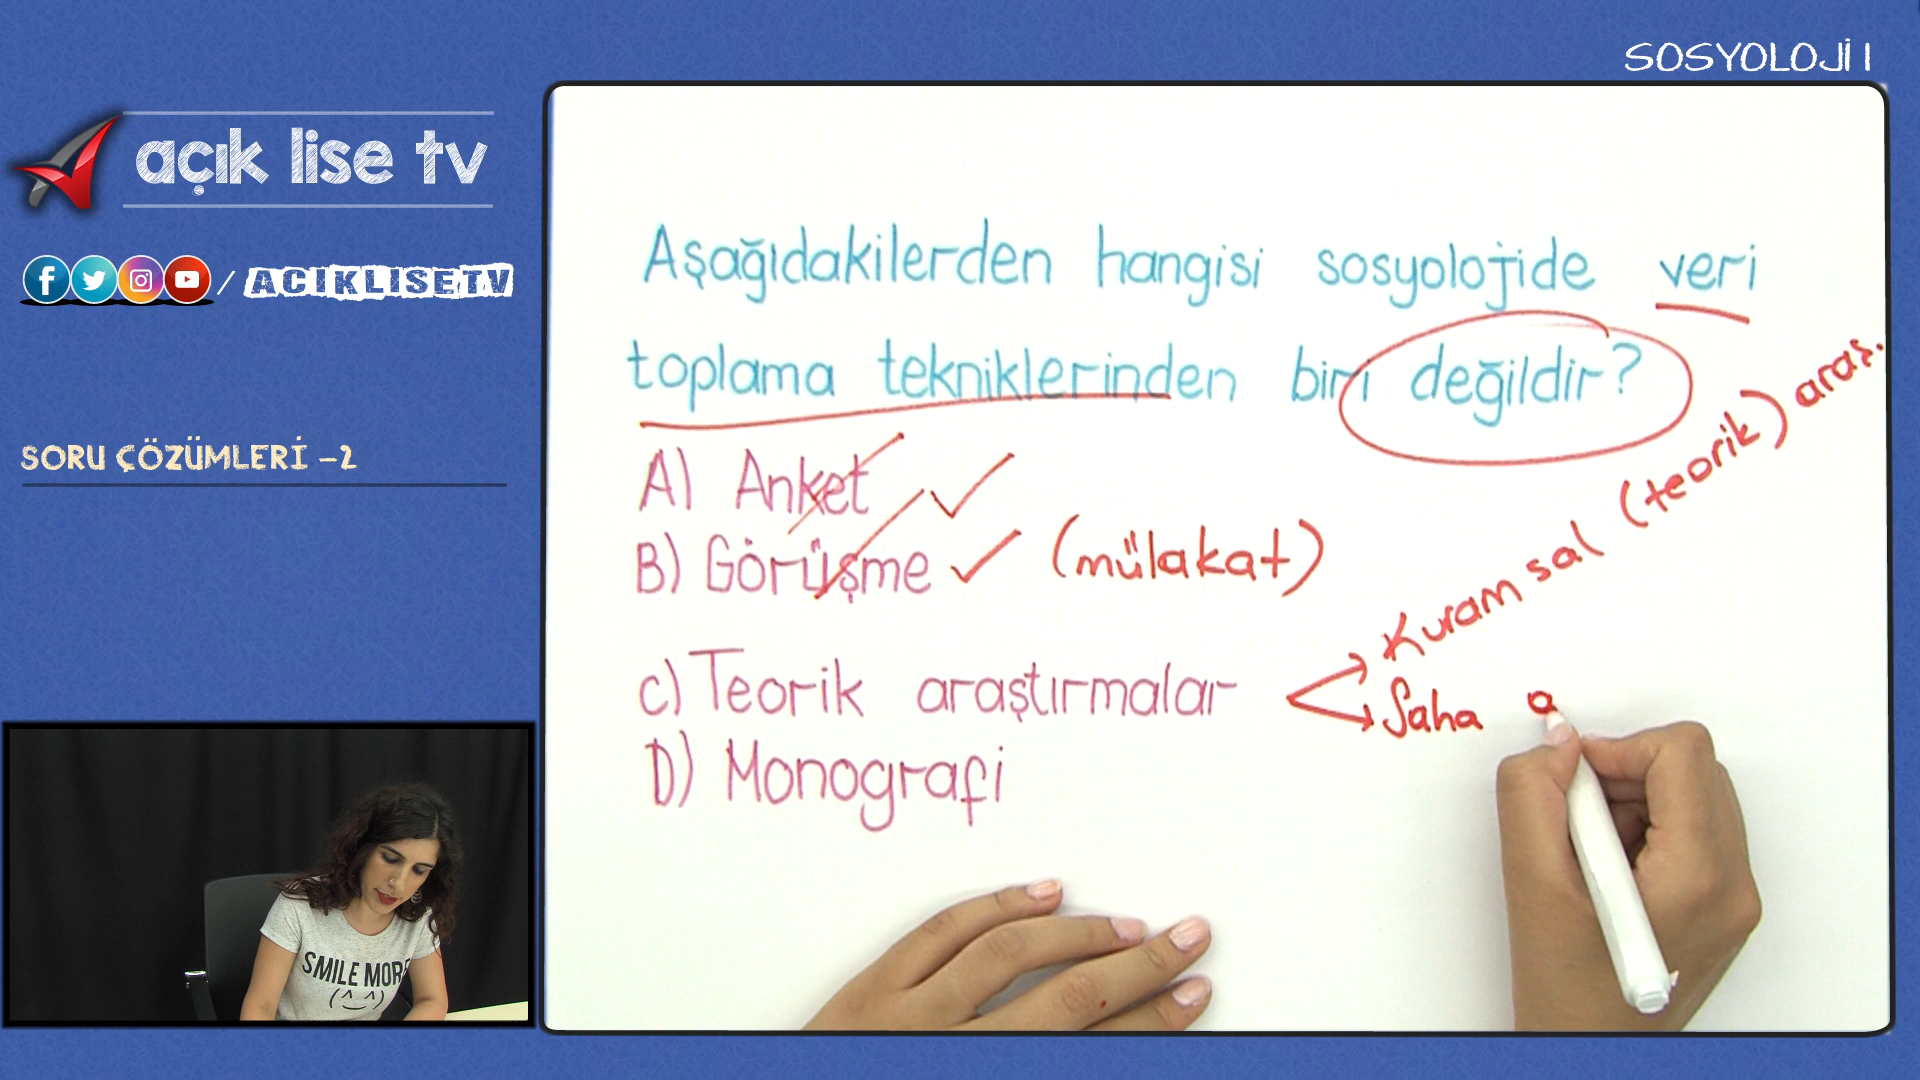 SOSYOLOJİ I
açık lise tv
/ ACIKLISETV
SORU ÇÖZÜMLERİ -2
Aşağıdakilerden hangisi sosyolojide veri
toplama tekniklerinden biri değildir?
A) Anket
B) Görüşme (mülakat)
C) Teorik araştırmalar
Kuramsal (teorik) araş.
Saha a
D) Monografi
SMILE MORE
(^_^)